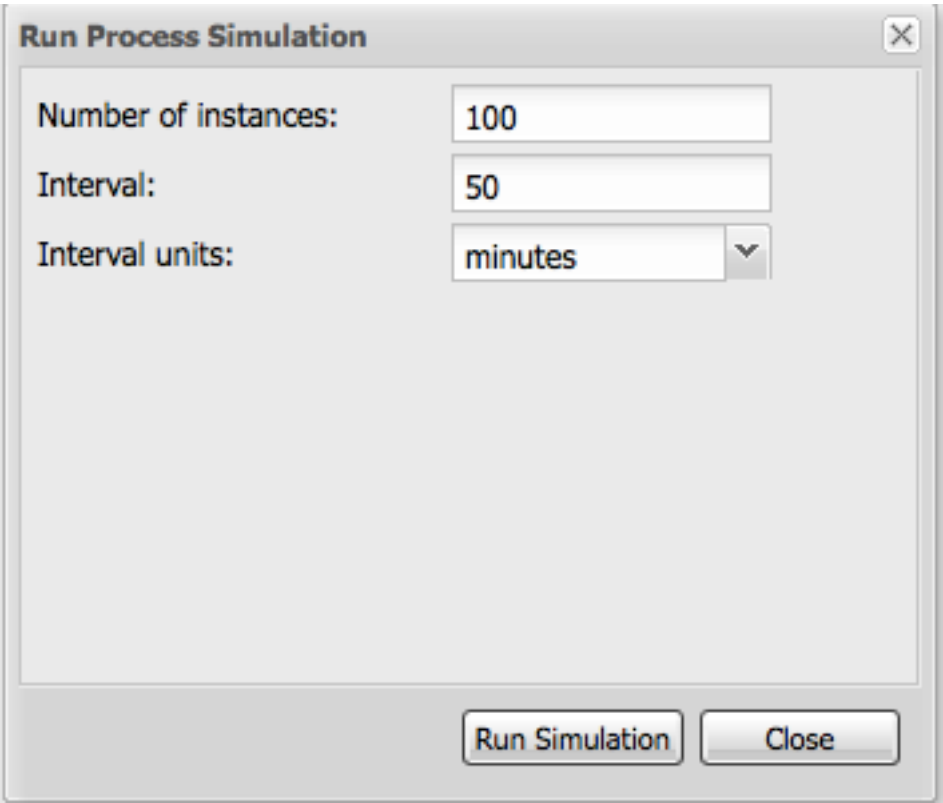 Run Process Simulation
Number of instances: 100
Interval: 50
Interval units: minutes
Run Simulation Close